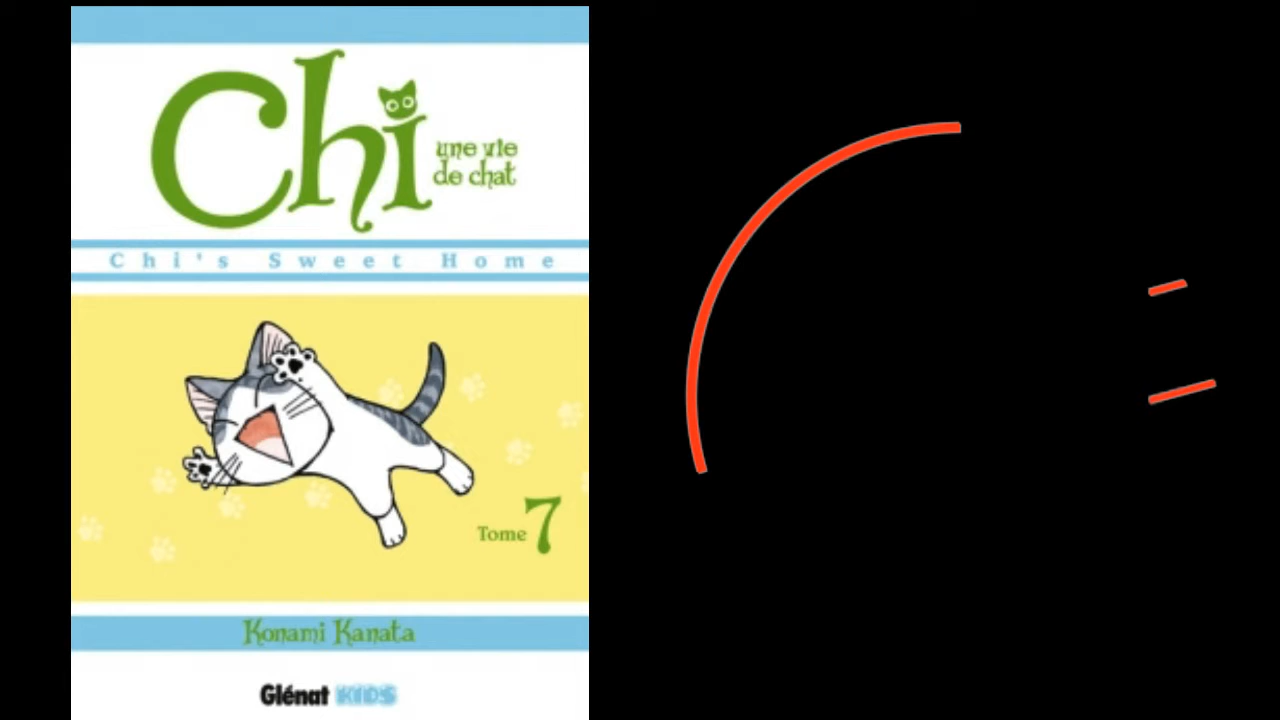 Chi
une vie
de chat
Chi's Sweet Home
Tome 7
Konami Kanata
Glénat KIDS